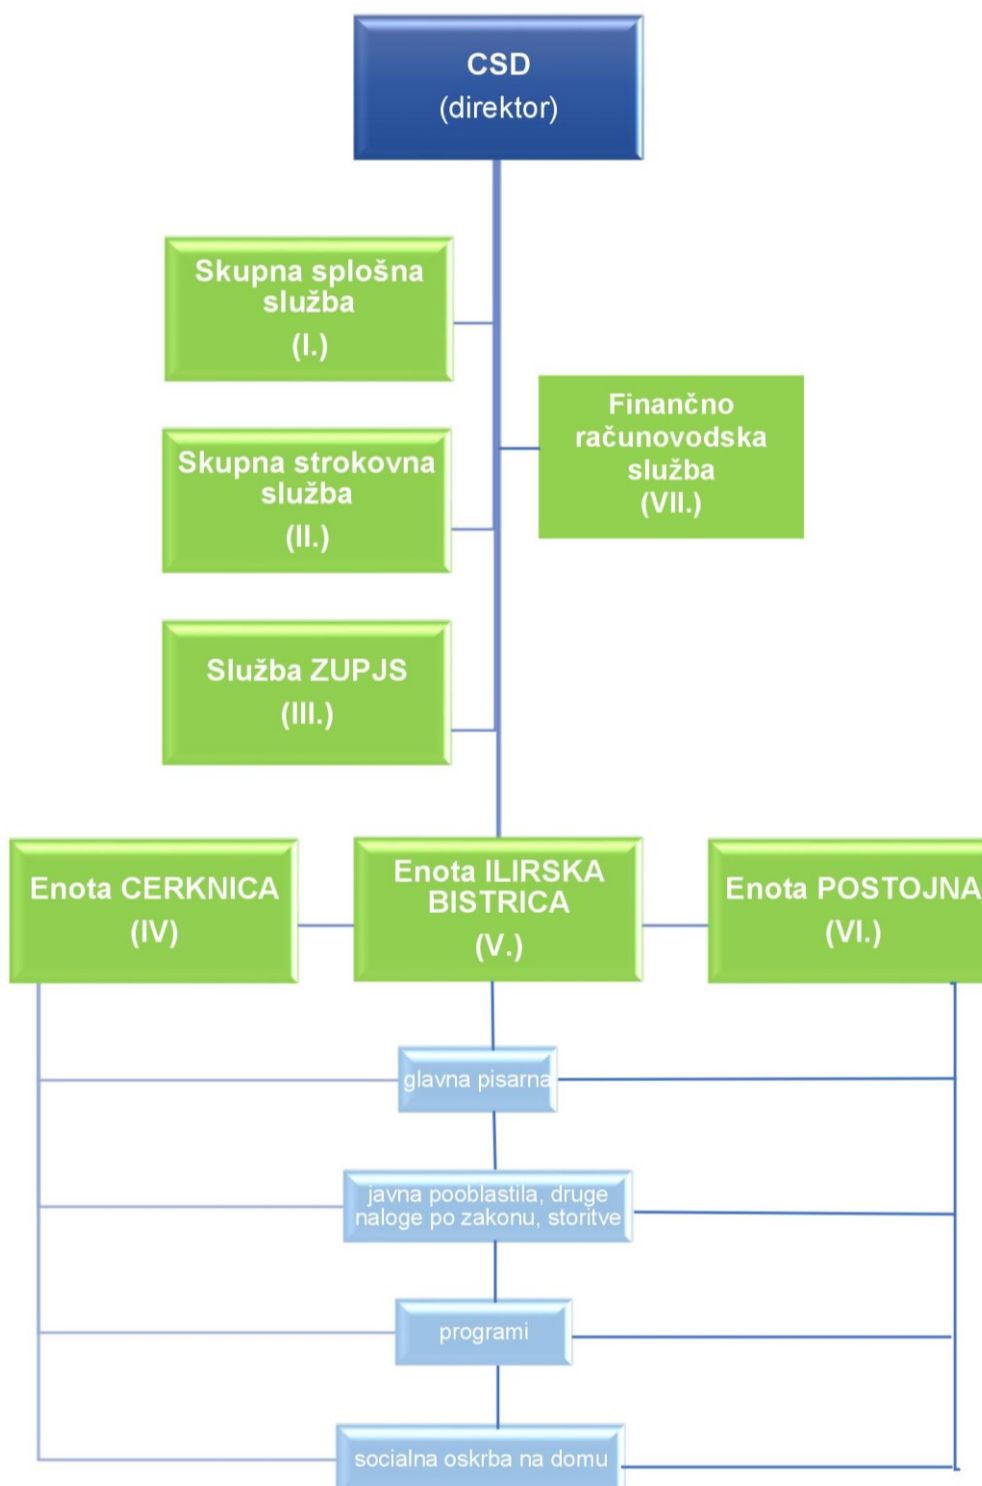 CSD
(direktor)
Skupna splošna
služba
(I.)
Finančno
računovodska
služba
(VII.)
Skupna strokovna
služba
(II.)
Služba ZUPJS
(III.)
Enota CERKNICA
(IV)
Enota ILIRSKA
BISTRICA
(V.)
Enota POSTOJNA
(VI.)
glavna pisarna
javna pooblastila, druge
naloge po zakonu, storitve
programi
socialna oskrba na domu